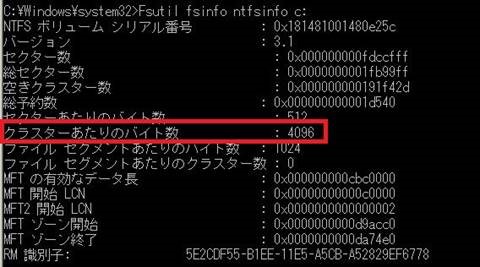 C:¥Windows¥system32>Fsutil fsinfo ntfsinfo c:
NTFS ボリューム シリアル番号 : 0x181481001480e25c
バージョン : 3.1
セクター数 : 0x000000000fdccfff
総セクター数 : 0x0000000001fb99ff
空きクラスター数 : 0x000000000191f42d
総予約数 : 0x000000000001d540
セクターあたりのバイト数 : 512
クラスターあたりのバイト数 : 4096
ファイル セグメントあたりのバイト数 : 1024
ファイル セグメントあたりのクラスター数 : 0
MFT の有効なデータ長 : 0x000000000cbc0000
MFT 開始 LCN : 0x00000000000c0000
MFT2 開始 LCN : 0x0000000000000002
MFT ゾーン開始 : 0x0000000000d9acc0
MFT ゾーン終了 : 0x0000000000da74e0
RM 識別子: 5E2CDF55-B1EE-11E5-A5CB-A52829EF6778